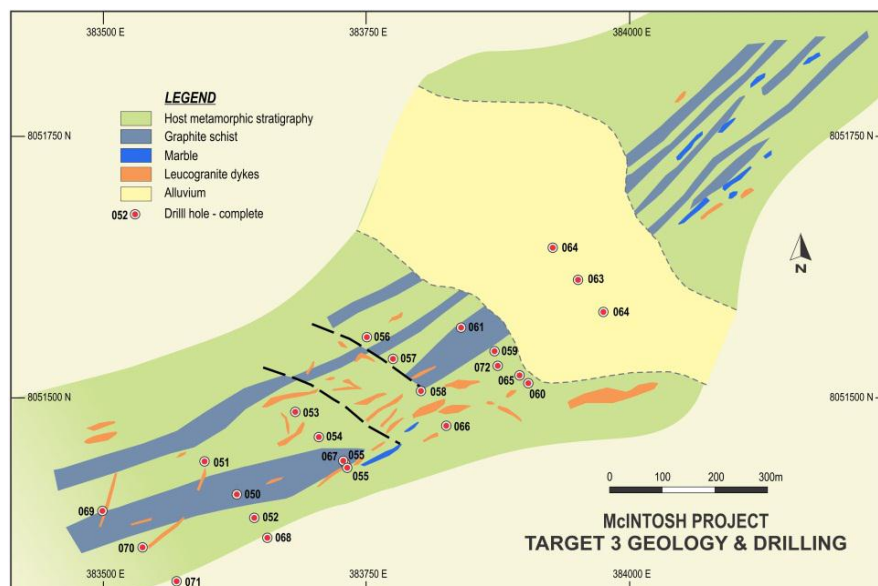 383500 E
383750 E
384000 E
LEGEND
Host metamorphic stratigraphy
Graphite schist
8051750 N
8051750 N
Marble
Leucogranite dykes
Alluvium
052
Drilll hole - complete
064
N
063
064
061
056
059
057
072
065
060
058
8051500 N
8051500 N
053
066
054
067
055
051
055
050
0
100
200
300m
069
052
McINTOSH PROJECT
068
TARGET 3 GEOLOGY & DRILLING
070
071
383500 E
383750 E
384000 E